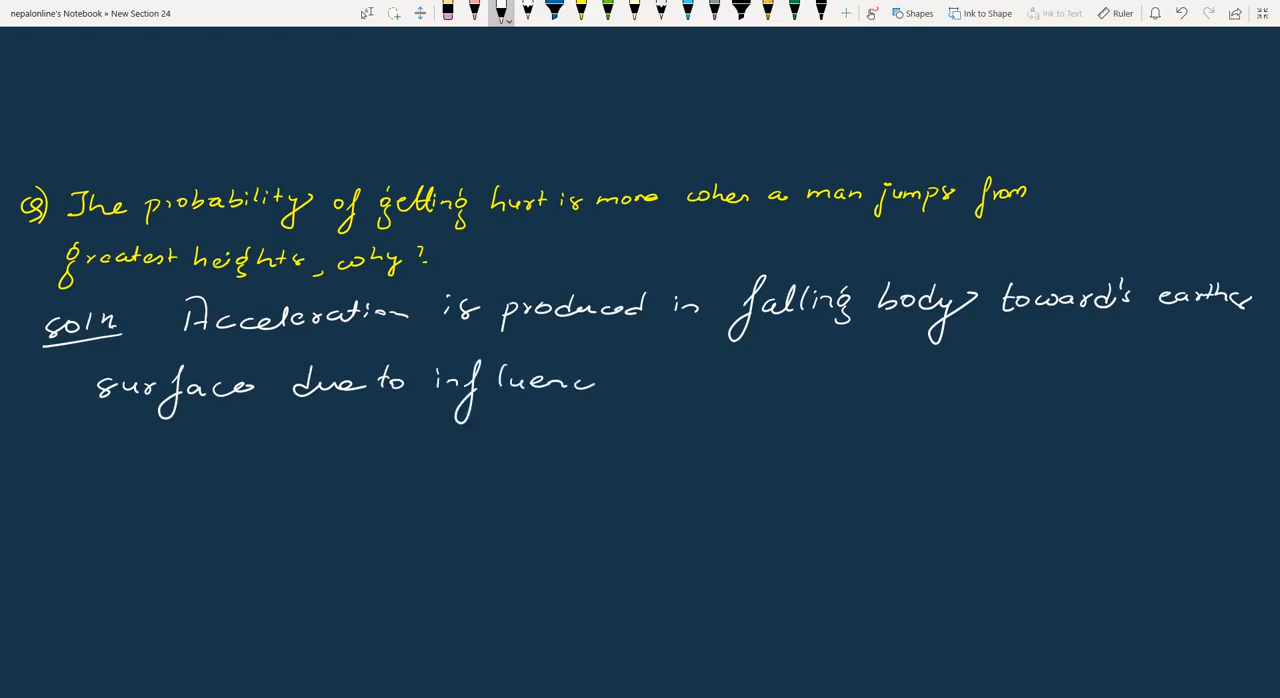 nepalonline's Notebook » New Section 24
Shapes Ink to Shape Ink to Text Ruler
Q) The probability of getting hurt is more when a man jumps from
greatest heights, why?
soln Acceleration is produced in falling body toward's earths
surface due to influenc